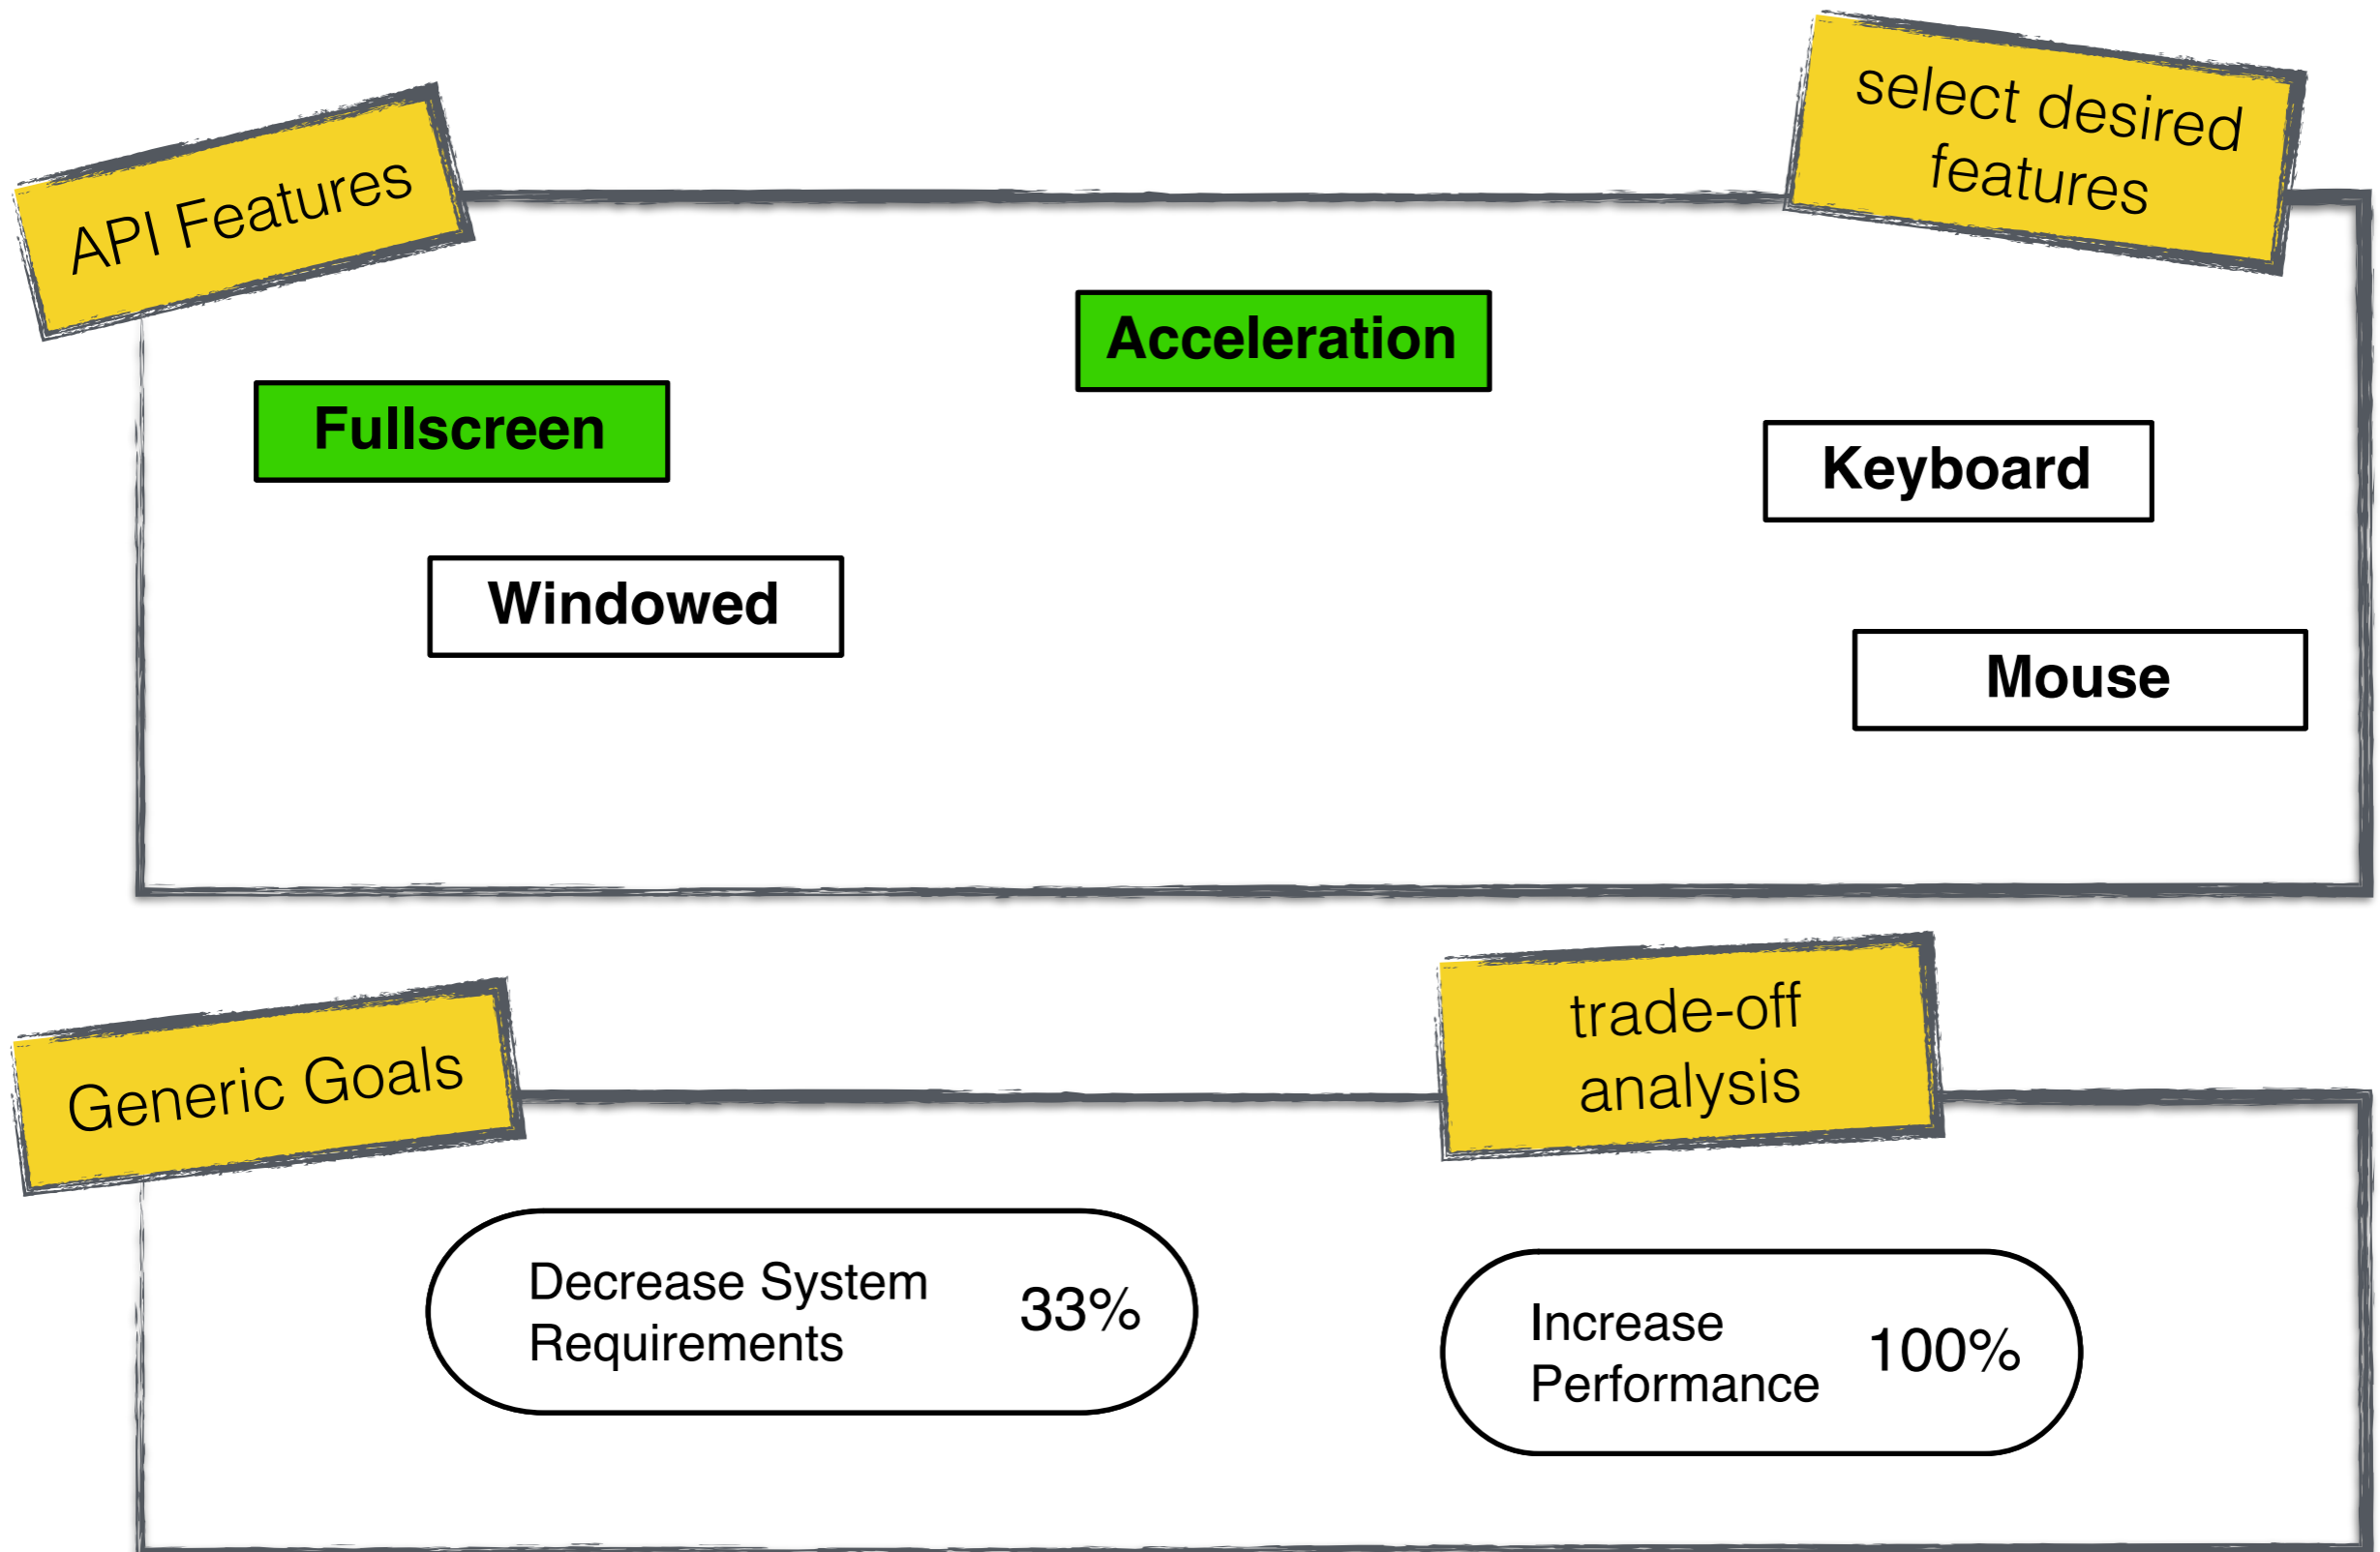 API Features
select desired
features
Acceleration
Fullscreen
Keyboard
Windowed
Mouse
Generic Goals
trade-off
analysis
Decrease System
Requirements
33%
Increase
Performance
100%